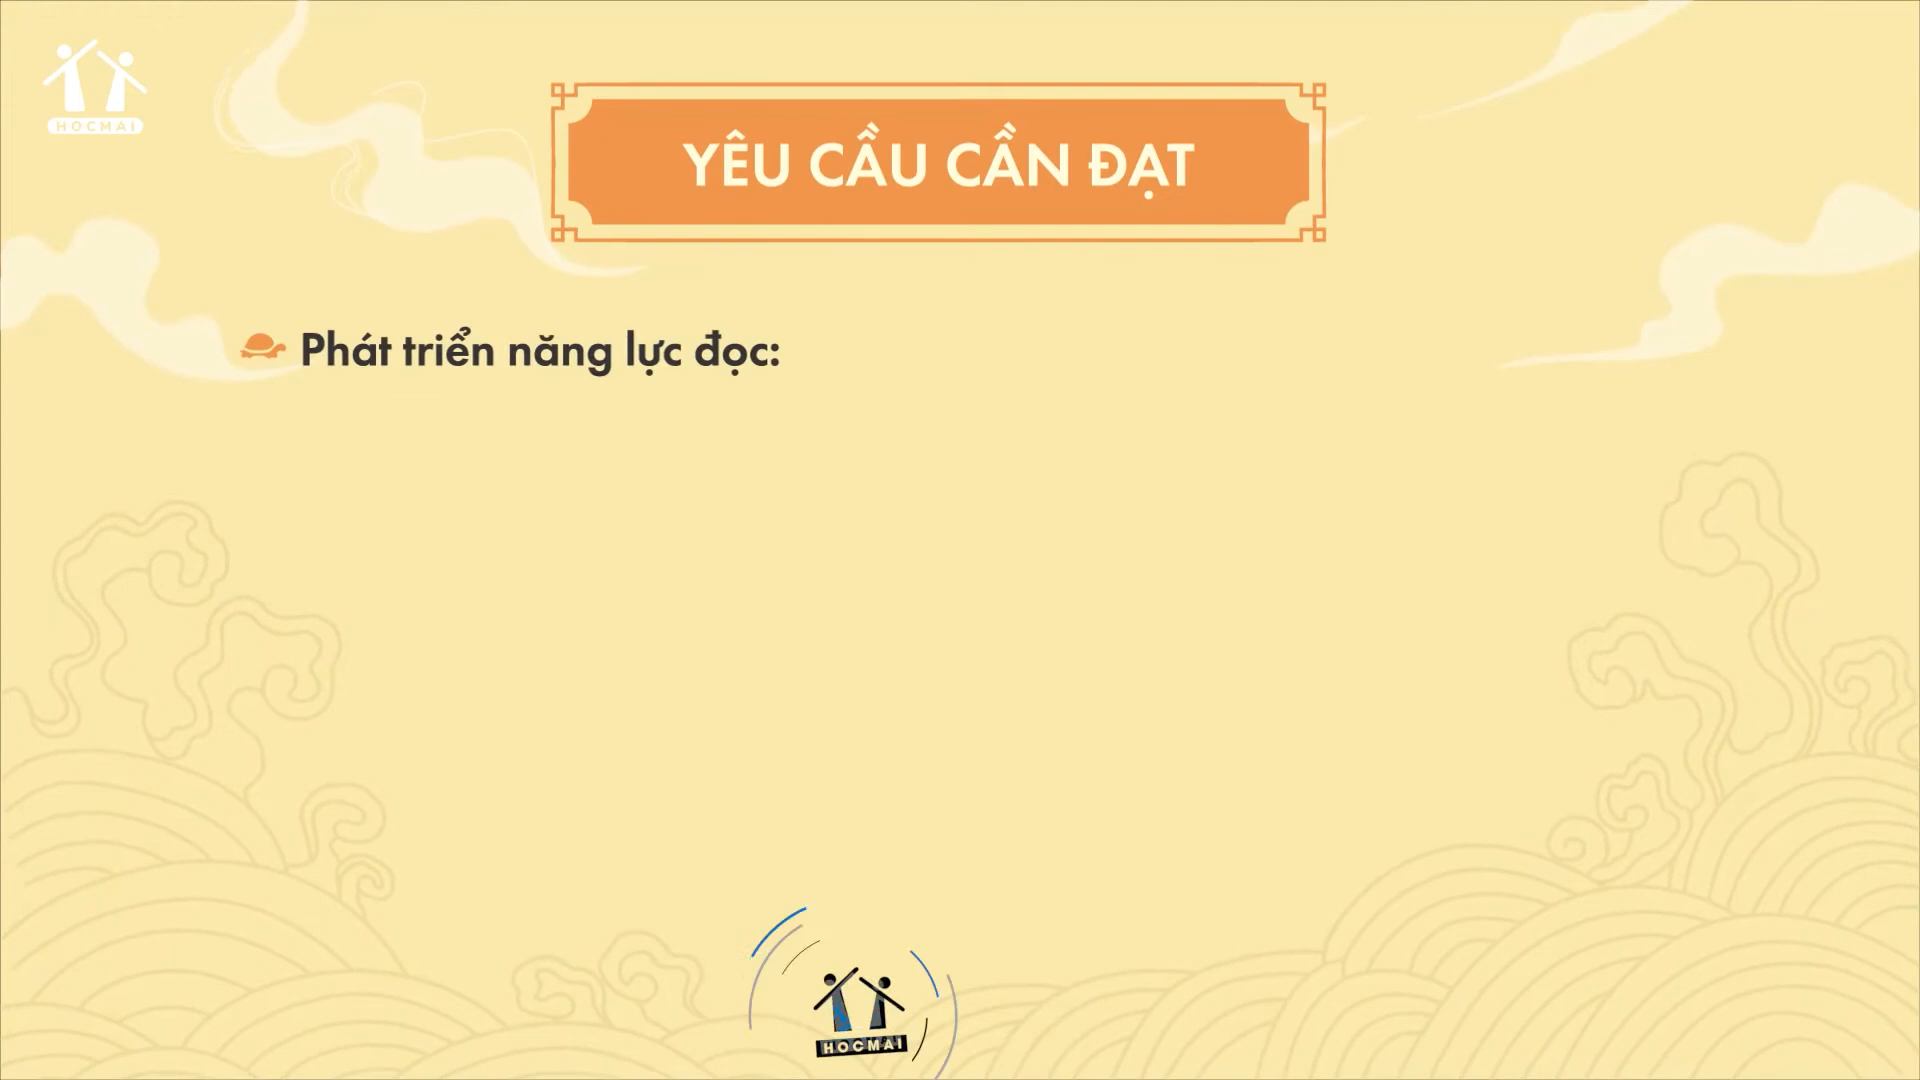 HOCMAI
YÊU CẦU CẦN ĐẠT
Phát triển năng lực đọc:
HOCMAI